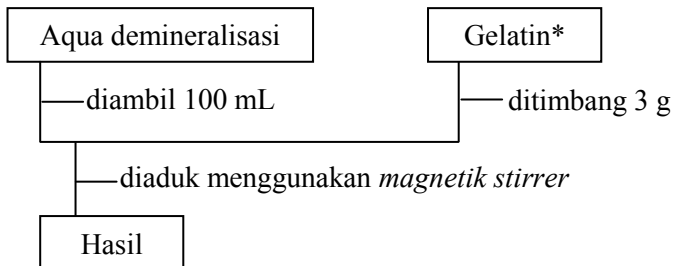 Aqua demineralisasi
Gelatin*
diambil 100 mL
ditimbang 3 g
diaduk menggunakan magnetik stirrer
Hasil